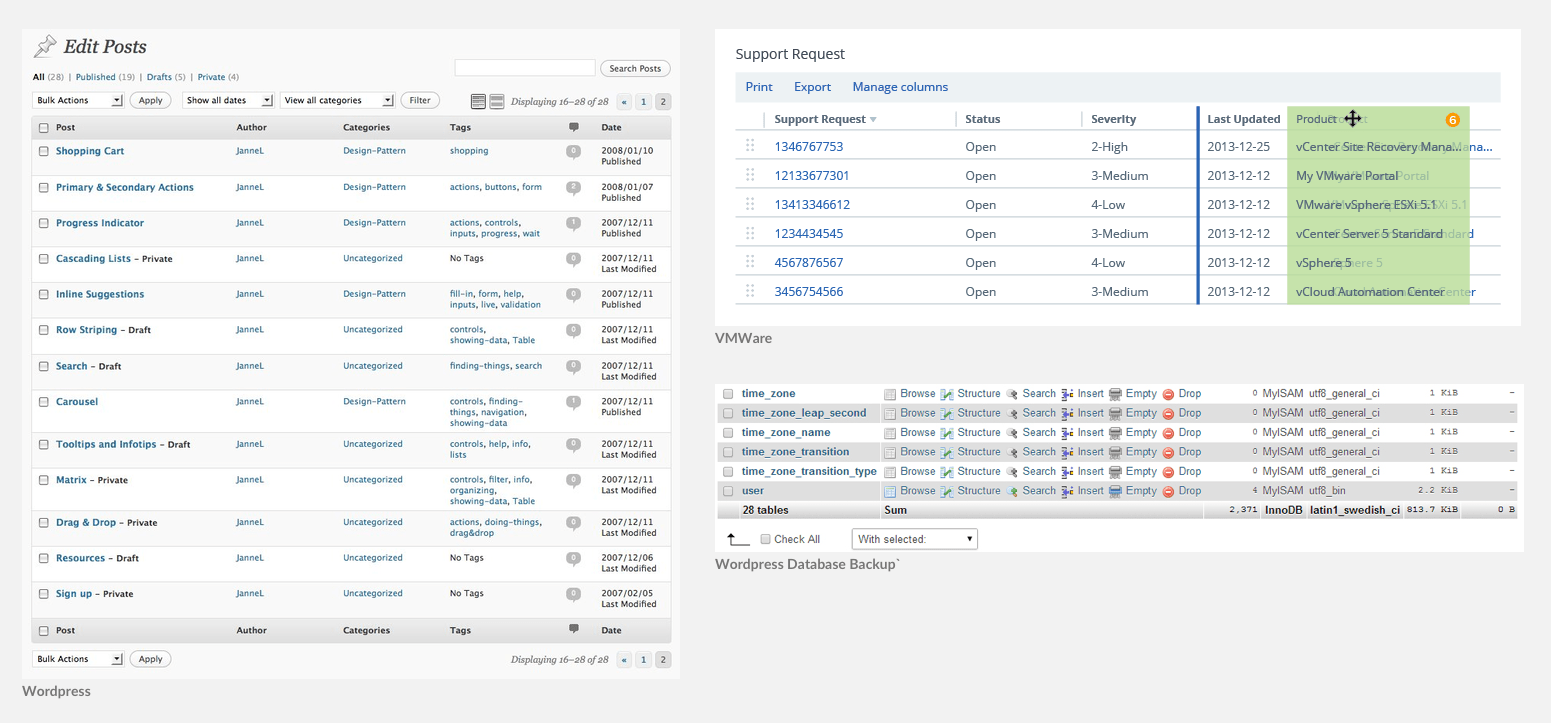 Edit Posts
All (28) | Published (19) | Drafts (5) | Private (4)
Search Posts
Bulk Actions Apply Show all dates View all categories Filter Displaying 16–28 of 28 « 1 2
Post Author Categories Tags Date
Shopping Cart JanneL Design-Pattern shopping 0 2008/01/10
Published
Primary & Secondary Actions JanneL Design-Pattern actions, buttons, form 2 2008/01/07
Published
Progress Indicator JanneL Design-Pattern actions, controls, 1 2007/12/11
inputs, progress, wait Published
Cascading Lists – Private JanneL Uncategorized No Tags 0 2007/12/11
Last Modified
Inline Suggestions JanneL Design-Pattern fill-in, form, help, 0 2007/12/11
inputs, live, validation Published
Row Striping – Draft JanneL Uncategorized controls, 0 2007/12/11
showing-data, Table Last Modified
Search – Draft JanneL Uncategorized finding-things, search 0 2007/12/11
Last Modified
Carousel JanneL Design-Pattern controls, finding- 1 2007/12/11
things, navigation, Published
showing-data
Tooltips and Infotips – Draft JanneL Uncategorized controls, help, info, 0 2007/12/11
lists Last Modified
Matrix – Private JanneL Uncategorized controls, filter, info, 0 2007/12/11
organizing, Last Modified
showing-data, Table
Drag & Drop – Private JanneL Uncategorized actions, doing-things, 0 2007/12/11
drag&drop Last Modified
Resources – Draft JanneL Uncategorized No Tags 0 2007/12/06
Last Modified
Sign up – Private JanneL Uncategorized No Tags 0 2007/02/05
Last Modified
Post Author Categories Tags Date
Bulk Actions Apply Displaying 16–28 of 28 « 1 2
Wordpress
Support Request
Print Export Manage columns
Support Request Status Severity Last Updated Product 6
1346767753 Open 2-High 2013-12-25 vCenter Site Recovery Mana...
12133677301 Open 3-Medium 2013-12-12 My VMware Portal
13413346612 Open 4-Low 2013-12-12 VMware vSphere ESXi 5.1
1234434545 Open 3-Medium 2013-12-12 vCenter Server 5 Standard
4567876567 Open 4-Low 2013-12-12 vSphere 5
3456754566 Open 3-Medium 2013-12-12 vCloud Automation Center
VMWare
time_zone Browse Structure Search Insert Empty Drop 0 MyISAM utf8_general_ci 1 KiB -
time_zone_leap_second Browse Structure Search Insert Empty Drop 0 MyISAM utf8_general_ci 1 KiB -
time_zone_name Browse Structure Search Insert Empty Drop 0 MyISAM utf8_general_ci 1 KiB -
time_zone_transition Browse Structure Search Insert Empty Drop 0 MyISAM utf8_general_ci 1 KiB -
time_zone_transition_type Browse Structure Search Insert Empty Drop 0 MyISAM utf8_general_ci 1 KiB -
user Browse Structure Search Insert Empty Drop 4 MyISAM utf8_bin 2.2 KiB -
28 tables Sum 2,371 InnoDB latin1_swedish_ci 813.7 KiB 0 B
Check All With selected:
Wordpress Database Backup`